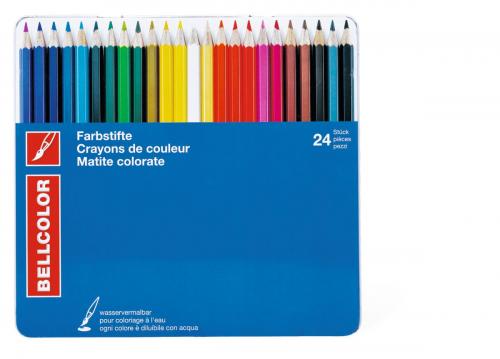 Farbstifte
Crayons de couleur
Matite colorate
24 Stück
pièces
pezzi
BELLCOLOR
wasservermalbar
pour coloriage à l'eau
ogni colore è diluibile con acqua